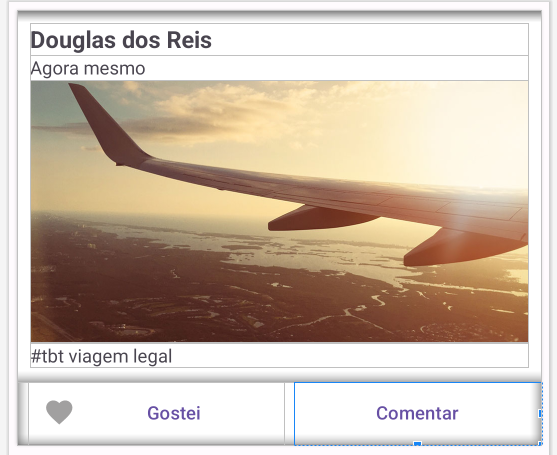 Douglas dos Reis
Agora mesmo
#tbt viagem legal
Gostei Comentar